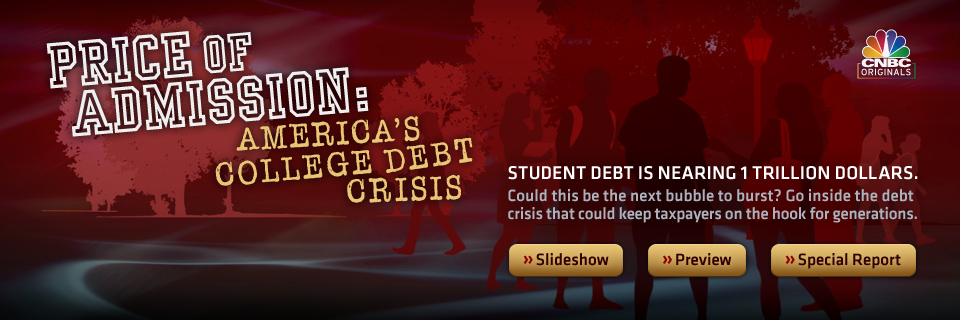 PRICE OF
ADMISSION:
AMERICA'S
COLLEGE DEBT
CRISIS
CNBC
ORIGINALS
STUDENT DEBT IS NEARING 1 TRILLION DOLLARS.
Could this be the next bubble to burst? Go inside the debt
crisis that could keep taxpayers on the hook for generations.
» Slideshow
» Preview
» Special Report